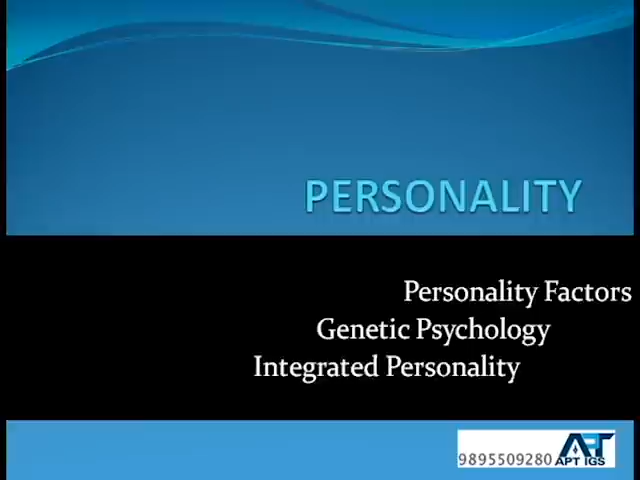 PERSONALITY
Personality Factors
Genetic Psychology
Integrated Personality
9895509280 APT IGS